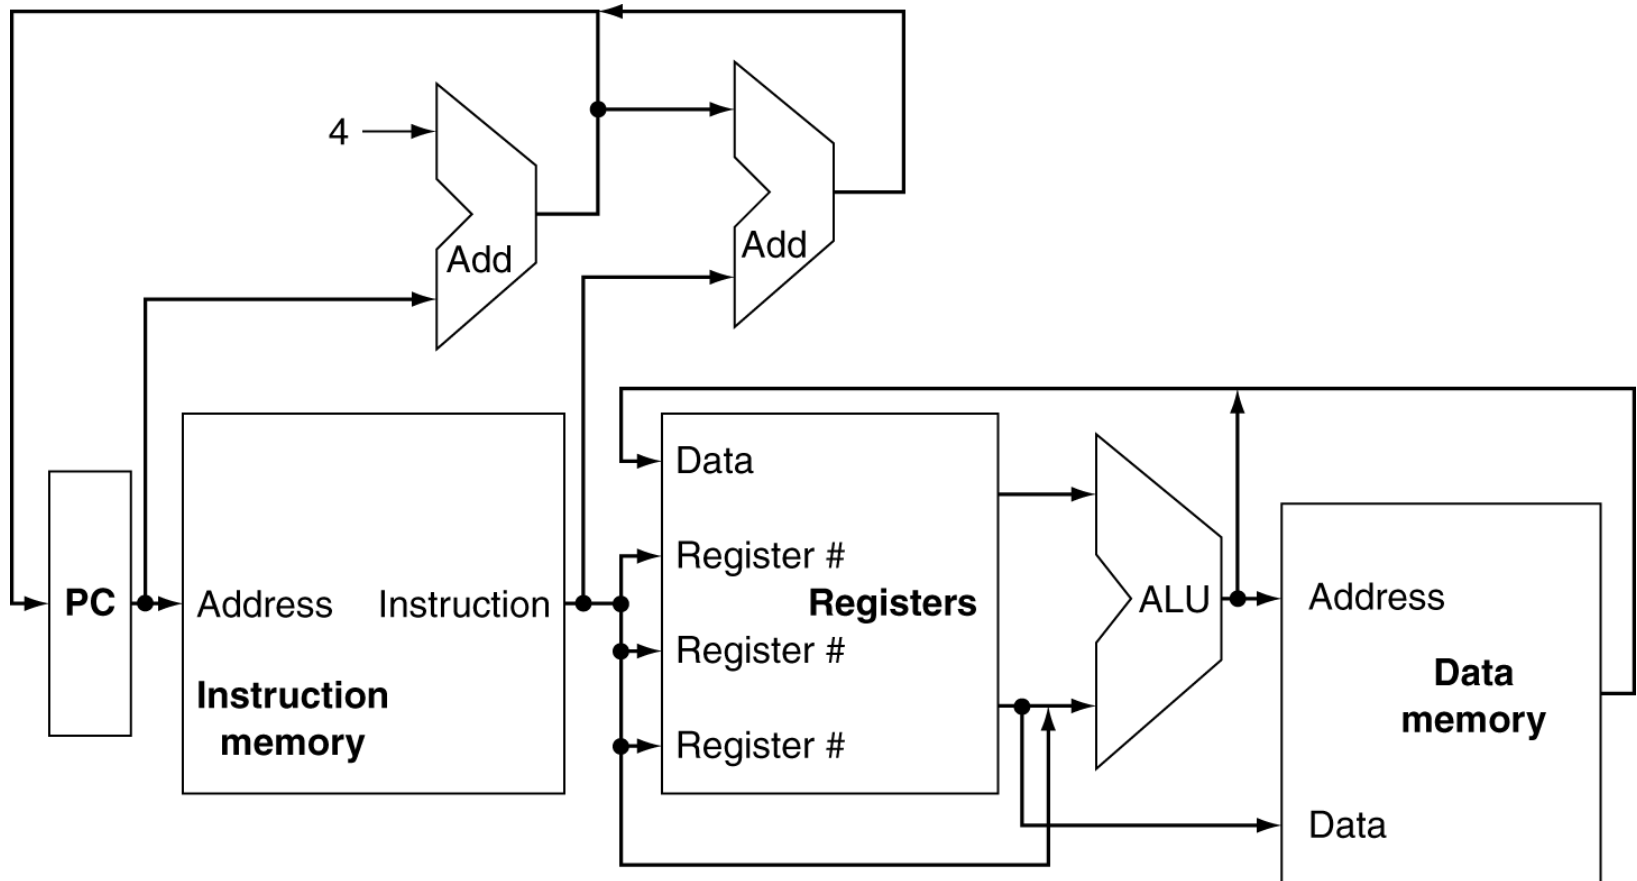 4
Add
Add
PC
Address
Instruction
Instruction
memory
Data
Register #
Register #
Register #
Registers
ALU
Address
Data
memory
Data